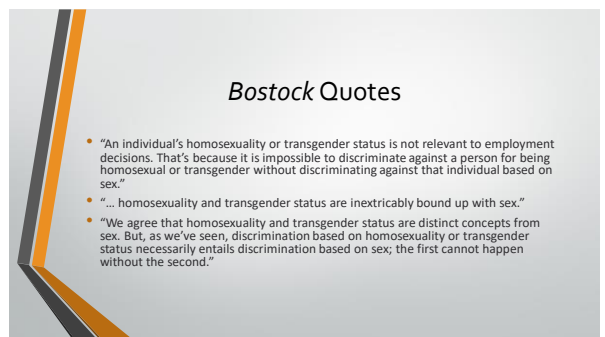 Bostock Quotes
• “An individual’s homosexuality or transgender status is not relevant to employment
decisions. That’s because it is impossible to discriminate against a person for being
homosexual or transgender without discriminating against that individual based on
sex.”
• “… homosexuality and transgender status are inextricably bound up with sex.”
• “We agree that homosexuality and transgender status are distinct concepts from
sex. But, as we’ve seen, discrimination based on homosexuality or transgender
status necessarily entails discrimination based on sex; the first cannot happen
without the second.”